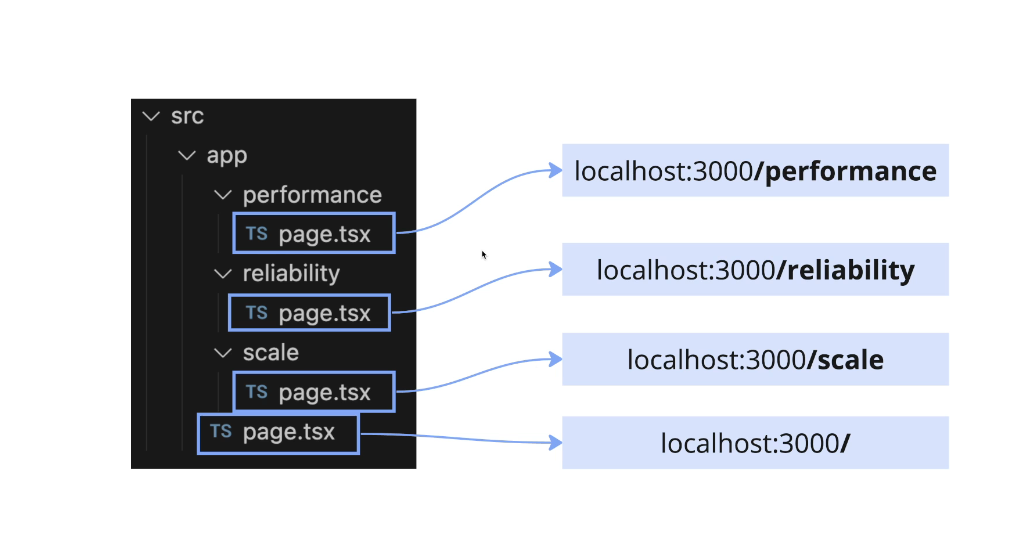 src
app
performance
TS page.tsx
reliability
TS page.tsx
scale
TS page.tsx
TS page.tsx
localhost:3000/performance
localhost:3000/reliability
localhost:3000/scale
localhost:3000/